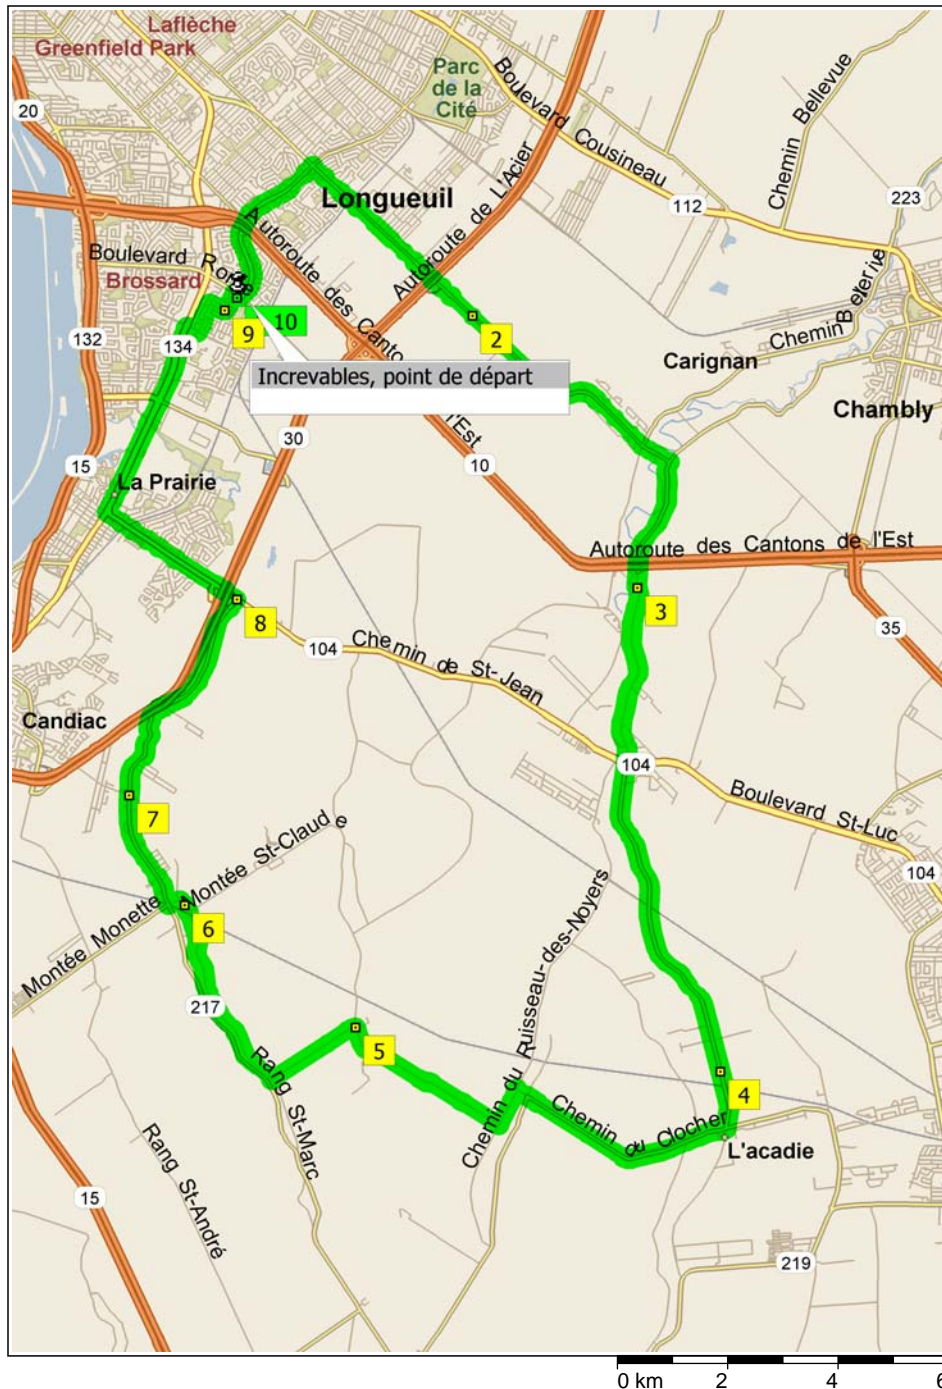 Laflèche
Greenfield Park
Parc
de la
Cité
Boulevard Cousineau
Chemin Bellevue
20
Autoroute de L'Acier
Longueuil
112
223
Boulevard Rome
Brossard
Autoroute des Cantons de l'Est
10
9
2
Chemin Bellerive
132
134
Carignan
Increvables, point de départ
Chambly
30
15
La Prairie
10
Autoroute des Cantons de l'Est
3
8
35
104
Chemin de St-Jean
Candiac
104
Boulevard St-Luc
7
Montée St-Claude
104
Montée Monette
6
Chemin du Ruisseau-des-Noyers
217
5
Rang St-Marc
4
Chemin du Clocher
L'acadie
Rang St-André
15
219
0 km
2
4
6